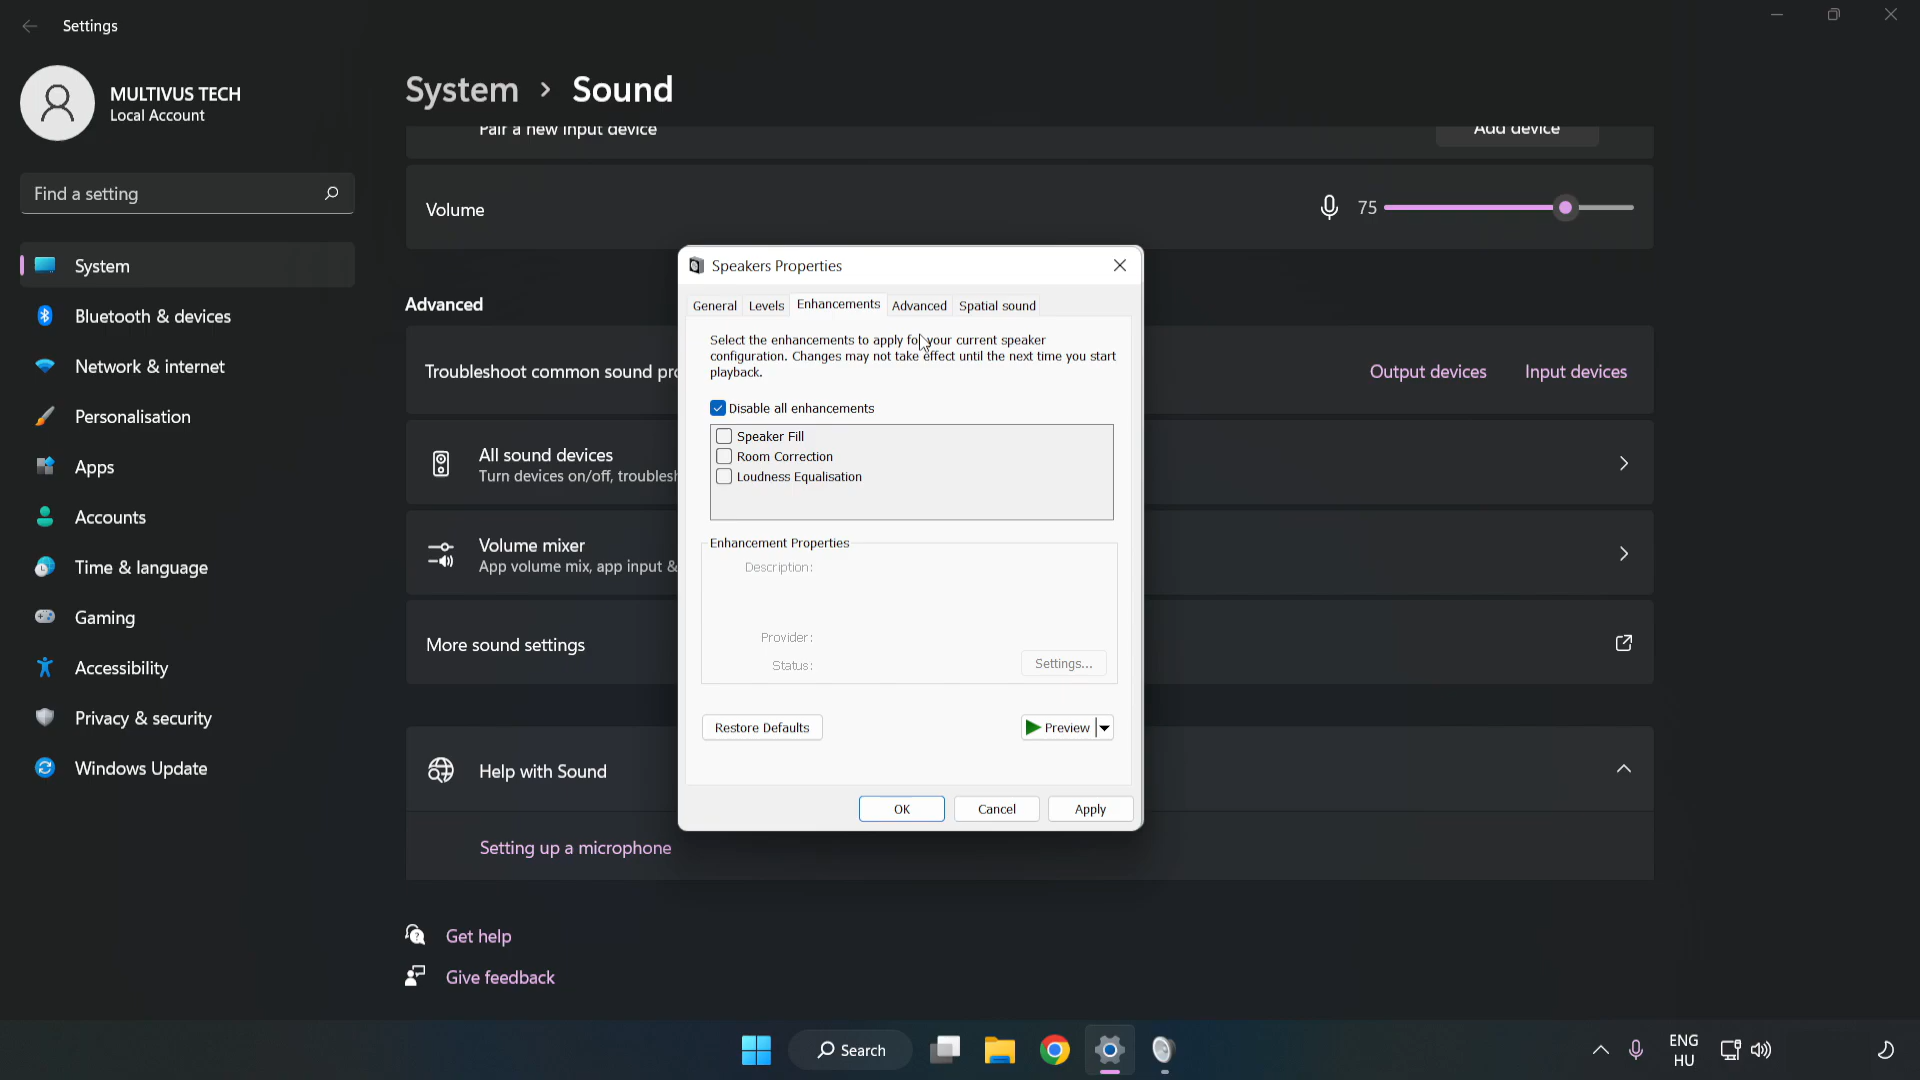 Settings
MULTIVUS TECH
Local Account
Find a setting
System
Bluetooth & devices
Network & internet
Personalisation
Apps
Accounts
Time & language
Gaming
Accessibility
Privacy & security
Windows Update
System > Sound
Pair a new input device
Add device
Volume
75
Advanced
Troubleshoot common sound pro
Output devices
Input devices
All sound devices
Turn devices on/off, troublesh
Volume mixer
App volume mix, app input &
More sound settings
Help with Sound
Setting up a microphone
Get help
Give feedback
Speakers Properties
General Levels Enhancements Advanced Spatial sound
Select the enhancements to apply for your current speaker
configuration. Changes may not take effect until the next time you start
playback.
Disable all enhancements
Speaker Fill
Room Correction
Loudness Equalisation
Enhancement Properties
Description:
Provider:
Status:
Settings...
Restore Defaults
Preview
OK
Cancel
Apply
Search
ENG
HU